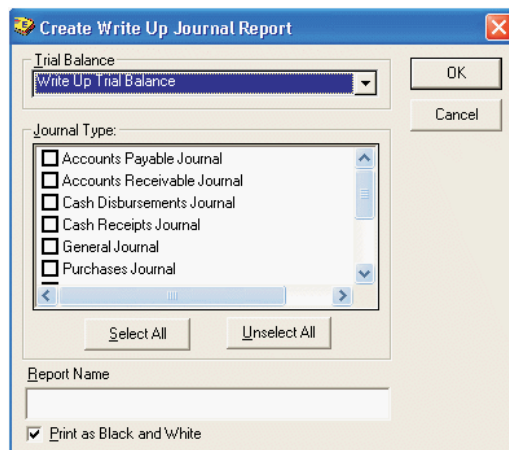 Create Write Up Journal Report
Trial Balance
Write Up Trial Balance
OK
Cancel
Journal Type:
Accounts Payable Journal
Accounts Receivable Journal
Cash Disbursements Journal
Cash Receipts Journal
General Journal
Purchases Journal
Select All
Unselect All
Report Name
Print as Black and White